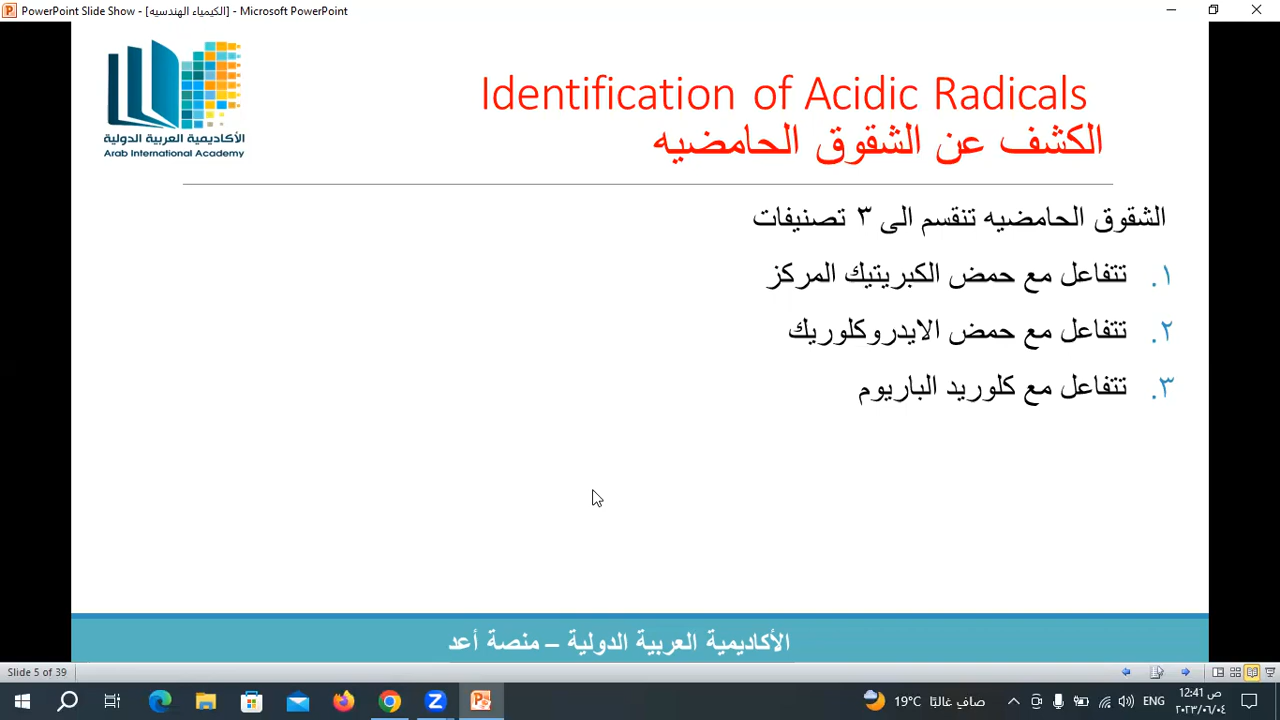 PowerPoint Slide Show - [الكيمياء الهندسيه] - Microsoft PowerPoint
الأكاديمية العربية الدولية
Arab International Academy
Identification of Acidic Radicals
الكشف عن الشقوق الحامضيه
الشقوق الحامضيه تنقسم الى ٣ تصنيفات
١. تتفاعل مع حمض الكبريتيك المركز
٢. تتفاعل مع حمض الايدروكلوريك
٣. تتفاعل مع كلوريد الباريوم
الأكاديمية العربية الدولية – منصة أعد
Slide 5 of 39
19°C صافٍ غالبًا
ENG
12:41 ص
٢٠٢٣/٠٦/٠٤